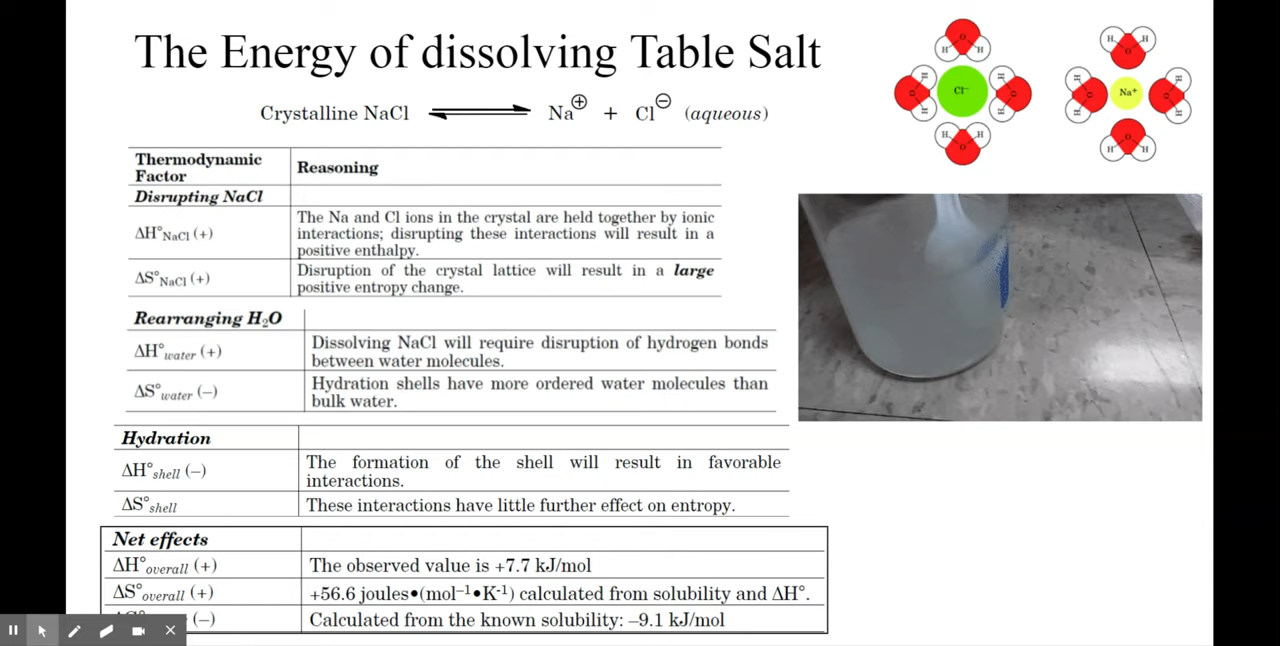 The Energy of dissolving Table Salt
Crystalline NaCl ⇌ Na⊕ + Cl⊖ (aqueous)
Thermodynamic Factor Reasoning
Disrupting NaCl
ΔH°NaCl (+) The Na and Cl ions in the crystal are held together by ionic
interactions; disrupting these interactions will result in a
positive enthalpy.
ΔS°NaCl (+) Disruption of the crystal lattice will result in a large
positive entropy change.
Rearranging H₂O
ΔH°water (+) Dissolving NaCl will require disruption of hydrogen bonds
between water molecules.
ΔS°water (–) Hydration shells have more ordered water molecules than
bulk water.
Hydration
ΔH°shell (–) The formation of the shell will result in favorable
interactions.
ΔS°shell These interactions have little further effect on entropy.
Net effects
ΔH°overall (+) The observed value is +7.7 kJ/mol
ΔS°overall (+) +56.6 joules•(mol⁻¹•K⁻¹) calculated from solubility and ΔH°.
(–) Calculated from the known solubility: –9.1 kJ/mol
O
H H
H
O
H
Cl⁻
H
O
H
H H
O
H H
O
H
O
H
Na⁺
H
O
H
O
H H